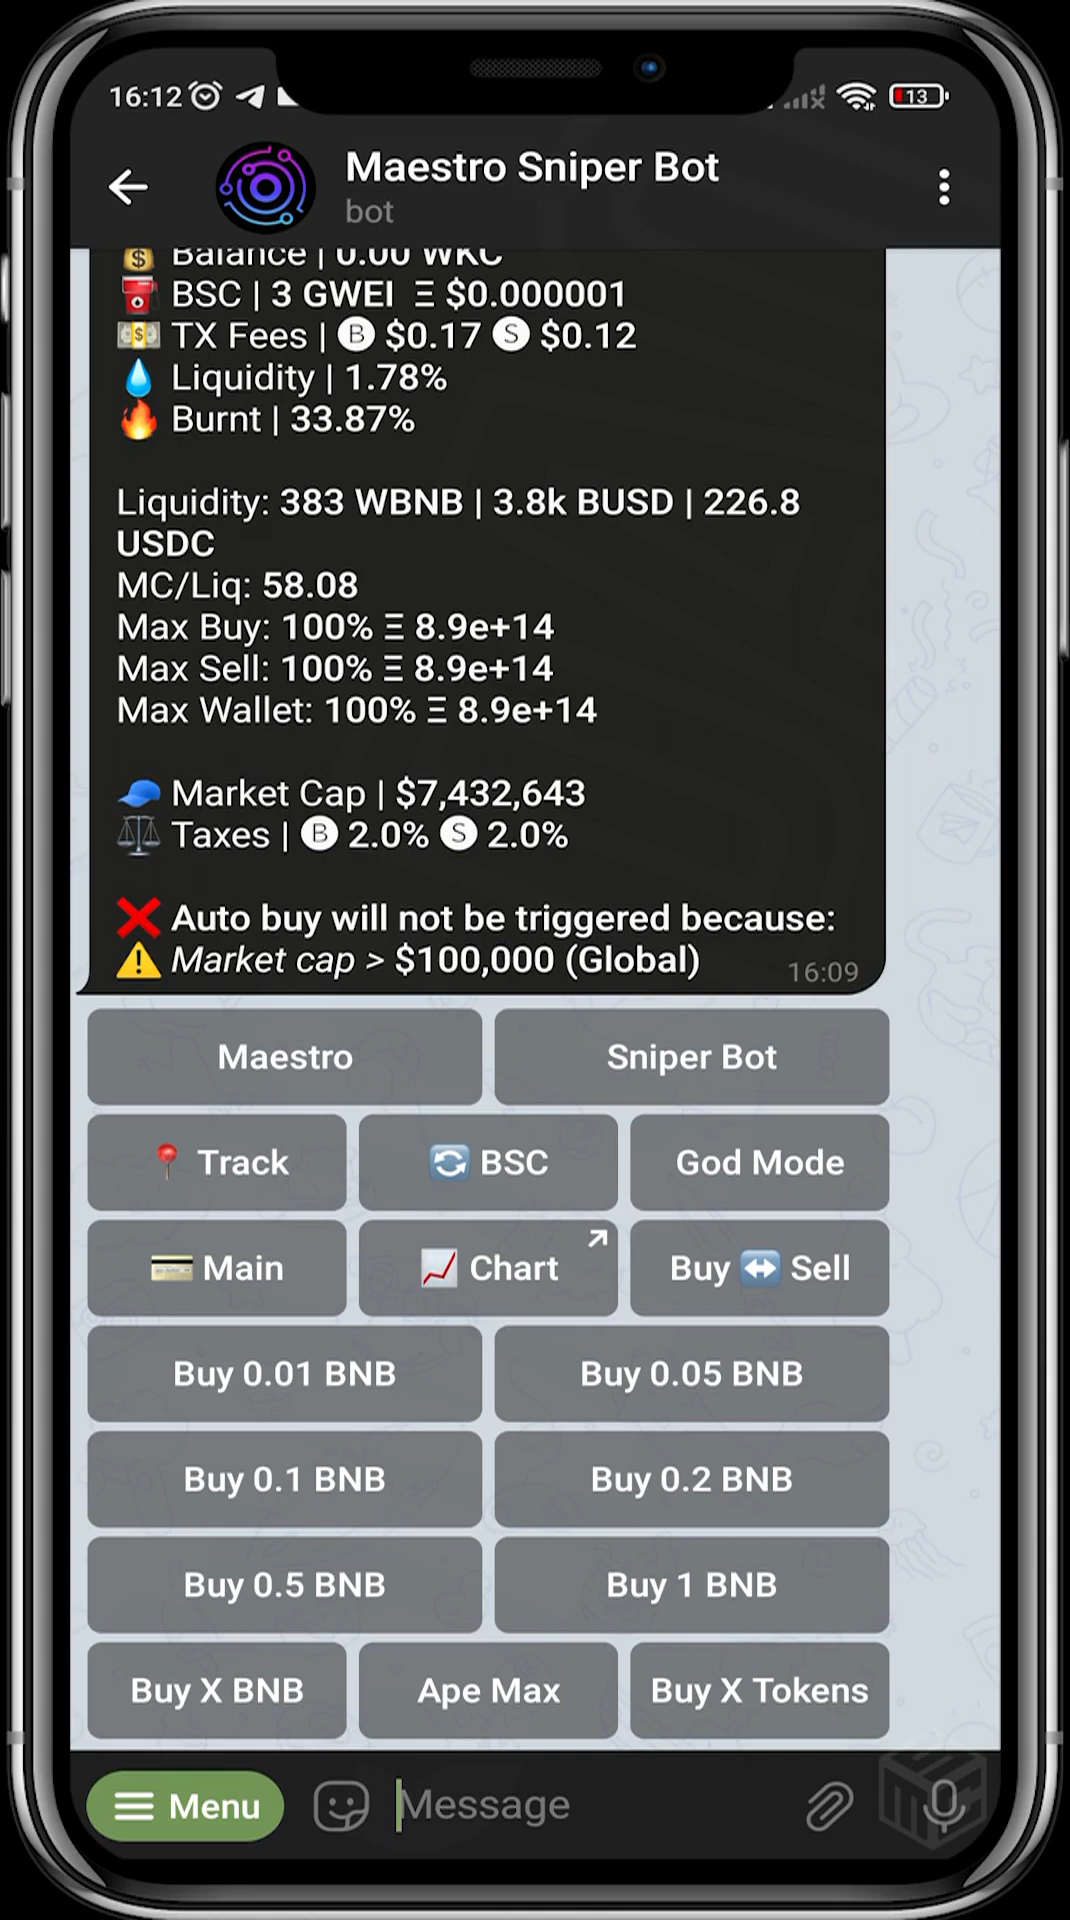 16:12
13
Maestro Sniper Bot
bot
Balance | 0.00 WKC
BSC | 3 GWEI Ξ $0.000001
TX Fees | Ⓑ $0.17 Ⓢ $0.12
Liquidity | 1.78%
Burnt | 33.87%
Liquidity: 383 WBNB | 3.8k BUSD | 226.8
USDC
MC/Liq: 58.08
Max Buy: 100% Ξ 8.9e+14
Max Sell: 100% Ξ 8.9e+14
Max Wallet: 100% Ξ 8.9e+14
Market Cap | $7,432,643
Taxes | Ⓑ 2.0% Ⓢ 2.0%
❌ Auto buy will not be triggered because:
⚠️ Market cap > $100,000 (Global)
16:09
Maestro
Sniper Bot
Track
BSC
God Mode
Main
Chart
Buy ↔️ Sell
Buy 0.01 BNB
Buy 0.05 BNB
Buy 0.1 BNB
Buy 0.2 BNB
Buy 0.5 BNB
Buy 1 BNB
Buy X BNB
Ape Max
Buy X Tokens
Menu
Message